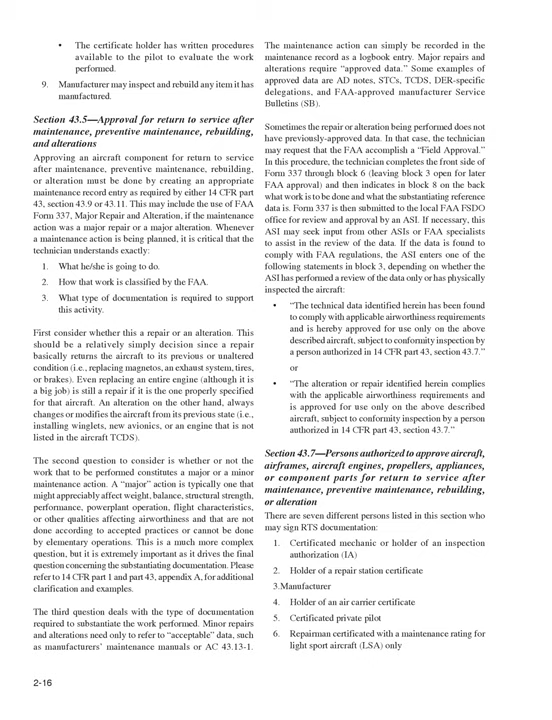 • The certificate holder has written procedures
available to the pilot to evaluate the work
performed.
9. Manufacturer may inspect and rebuild any item it has
manufactured.
Section 43.5—Approval for return to service after
maintenance, preventive maintenance, rebuilding,
and alterations
Approving an aircraft component for return to service
after maintenance, preventive maintenance, rebuilding,
or alteration must be done by creating an appropriate
maintenance record entry as required by either 14 CFR part
43, section 43.9 or 43.11. This may include the use of FAA
Form 337, Major Repair and Alteration, if the maintenance
action was a major repair or a major alteration. Whenever
a maintenance action is being planned, it is critical that the
technician understands exactly:
1. What he/she is going to do.
2. How that work is classified by the FAA.
3. What type of documentation is required to support
this activity.
First consider whether this a repair or an alteration. This
should be a relatively simply decision since a repair
basically returns the aircraft to its previous or unaltered
condition (i.e., replacing magnetos, an exhaust system, tires,
or brakes). Even replacing an entire engine (although it is
a big job) is still a repair if it is the one properly specified
for that aircraft. An alteration on the other hand, always
changes or modifies the aircraft from its previous state (i.e.,
installing winglets, new avionics, or an engine that is not
listed in the aircraft TCDS).
The second question to consider is whether or not the
work that to be performed constitutes a major or a minor
maintenance action. A “major” action is typically one that
might appreciably affect weight, balance, structural strength,
performance, powerplant operation, flight characteristics,
or other qualities affecting airworthiness and that are not
done according to accepted practices or cannot be done
by elementary operations. This is a much more complex
question, but it is extremely important as it drives the final
question concerning the substantiating documentation. Please
refer to 14 CFR part 1 and part 43, appendix A, for additional
clarification and examples.
The third question deals with the type of documentation
required to substantiate the work performed. Minor repairs
and alterations need only to refer to “acceptable” data, such
as manufacturers’ maintenance manuals or AC 43.13-1.
The maintenance action can simply be recorded in the
maintenance record as a logbook entry. Major repairs and
alterations require “approved data.” Some examples of
approved data are AD notes, STCs, TCDS, DER-specific
delegations, and FAA-approved manufacturer Service
Bulletins (SB).
Sometimes the repair or alteration being performed does not
have previously-approved data. In that case, the technician
may request that the FAA accomplish a “Field Approval.”
In this procedure, the technician completes the front side of
Form 337 through block 6 (leaving block 3 open for later
FAA approval) and then indicates in block 8 on the back
what work is to be done and what the substantiating reference
data is. Form 337 is then submitted to the local FAA FSDO
office for review and approval by an ASI. If necessary, this
ASI may seek input from other ASIs or FAA specialists
to assist in the review of the data. If the data is found to
comply with FAA regulations, the ASI enters one of the
following statements in block 3, depending on whether the
ASI has performed a review of the data only or has physically
inspected the aircraft:
• “The technical data identified herein has been found
to comply with applicable airworthiness requirements
and is hereby approved for use only on the above
described aircraft, subject to conformity inspection by
a person authorized in 14 CFR part 43, section 43.7.”
or
• “The alteration or repair identified herein complies
with the applicable airworthiness requirements and
is approved for use only on the above described
aircraft, subject to conformity inspection by a person
authorized in 14 CFR part 43, section 43.7.”
Section 43.7—Persons authorized to approve aircraft,
airframes, aircraft engines, propellers, appliances,
or component parts for return to service after
maintenance, preventive maintenance, rebuilding,
or alteration
There are seven different persons listed in this section who
may sign RTS documentation:
1. Certificated mechanic or holder of an inspection
authorization (IA)
2. Holder of a repair station certificate
3.Manufacturer
4. Holder of an air carrier certificate
5. Certificated private pilot
6. Repairman certificated with a maintenance rating for
light sport aircraft (LSA) only
2-16